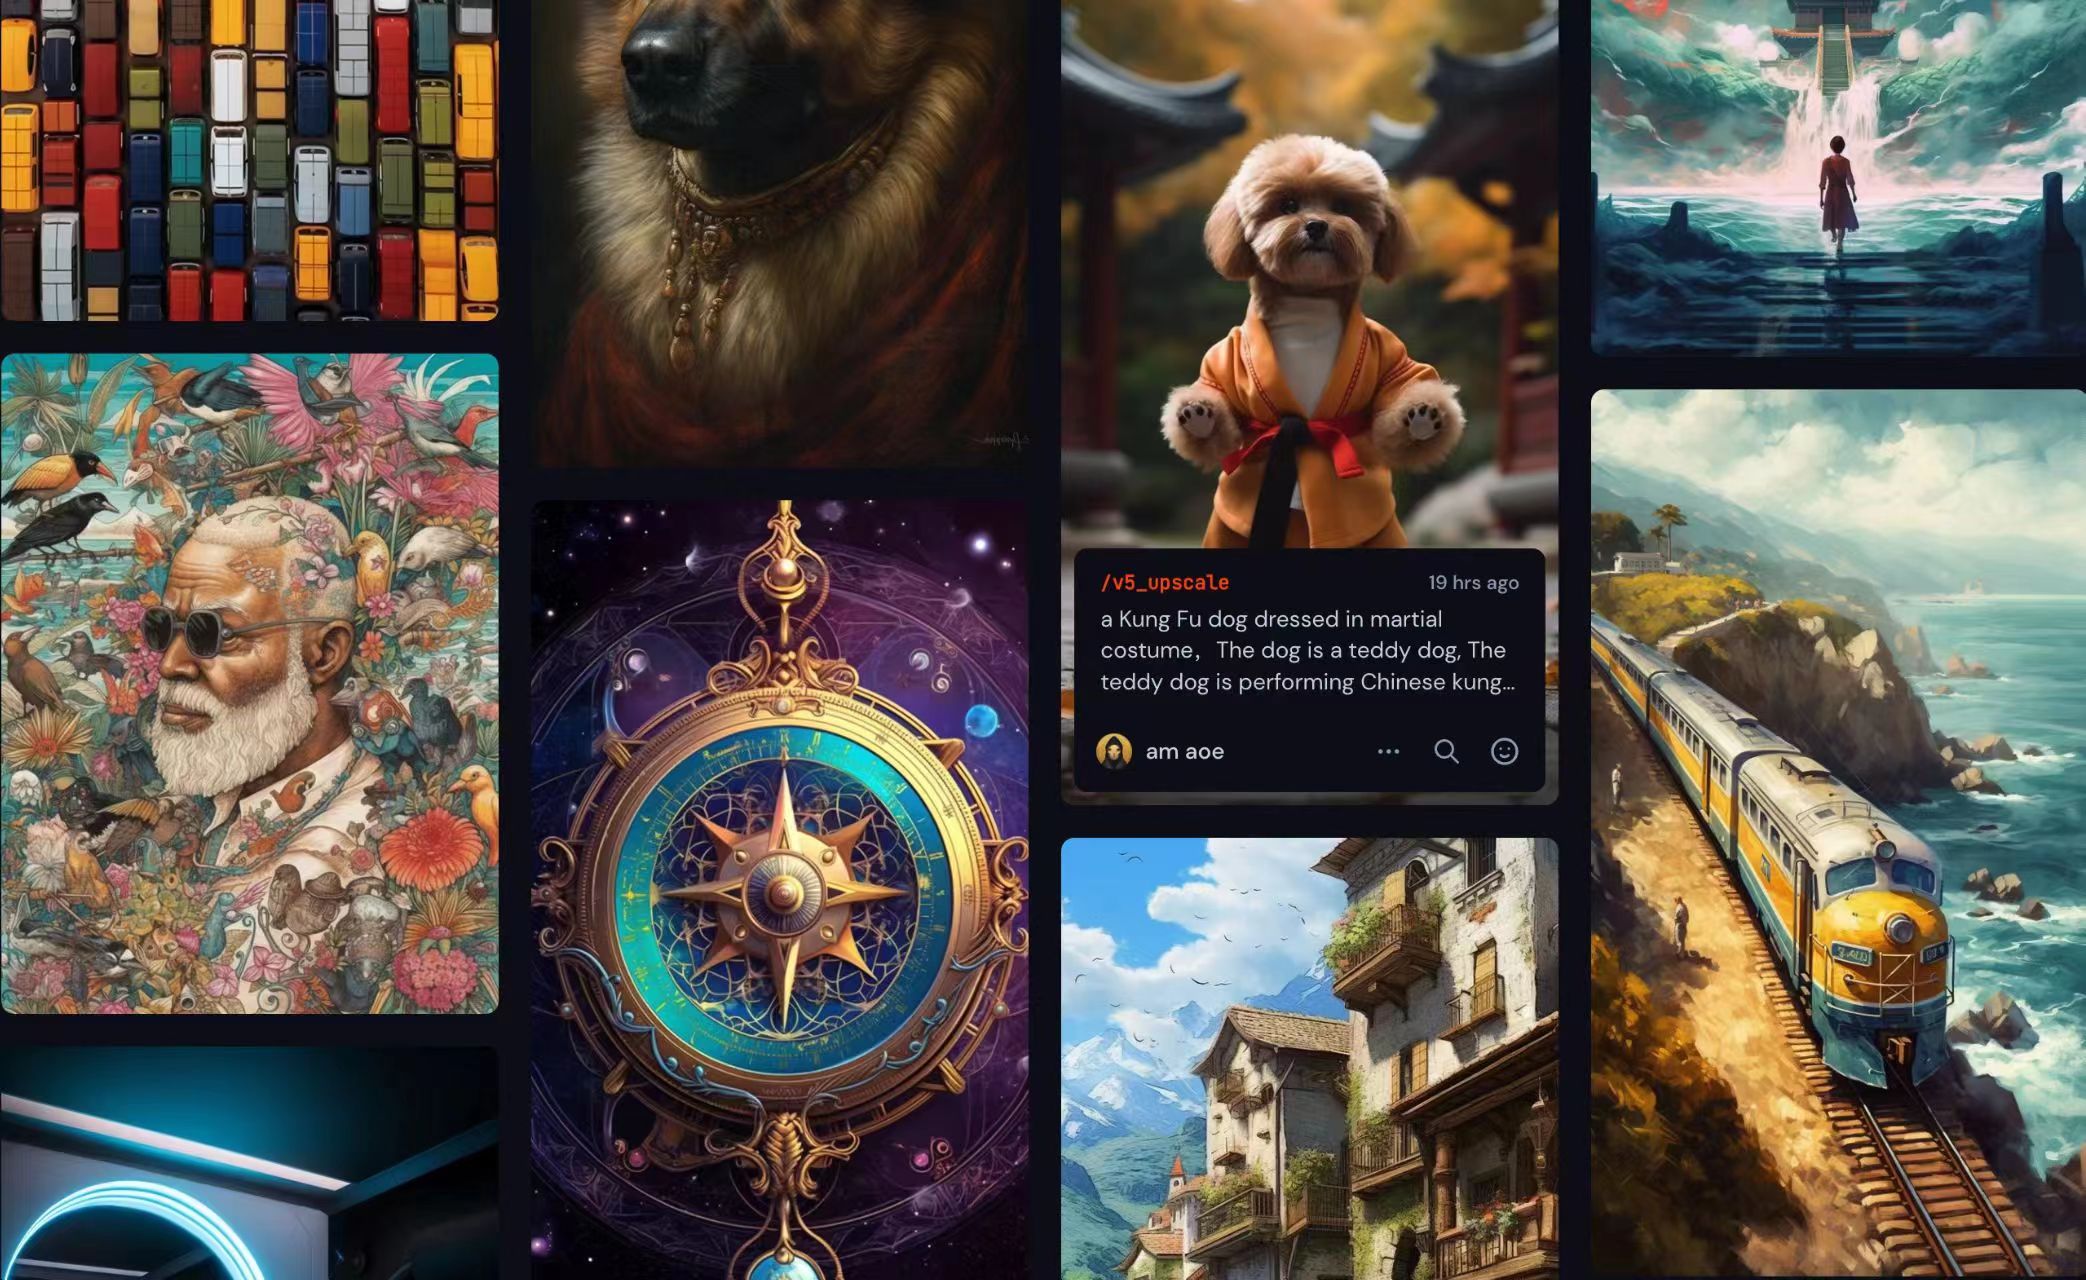 /v5_upscale
19 hrs ago
a Kung Fu dog dressed in martial
costume，The dog is a teddy dog, The
teddy dog is performing Chinese kung...
am aoe